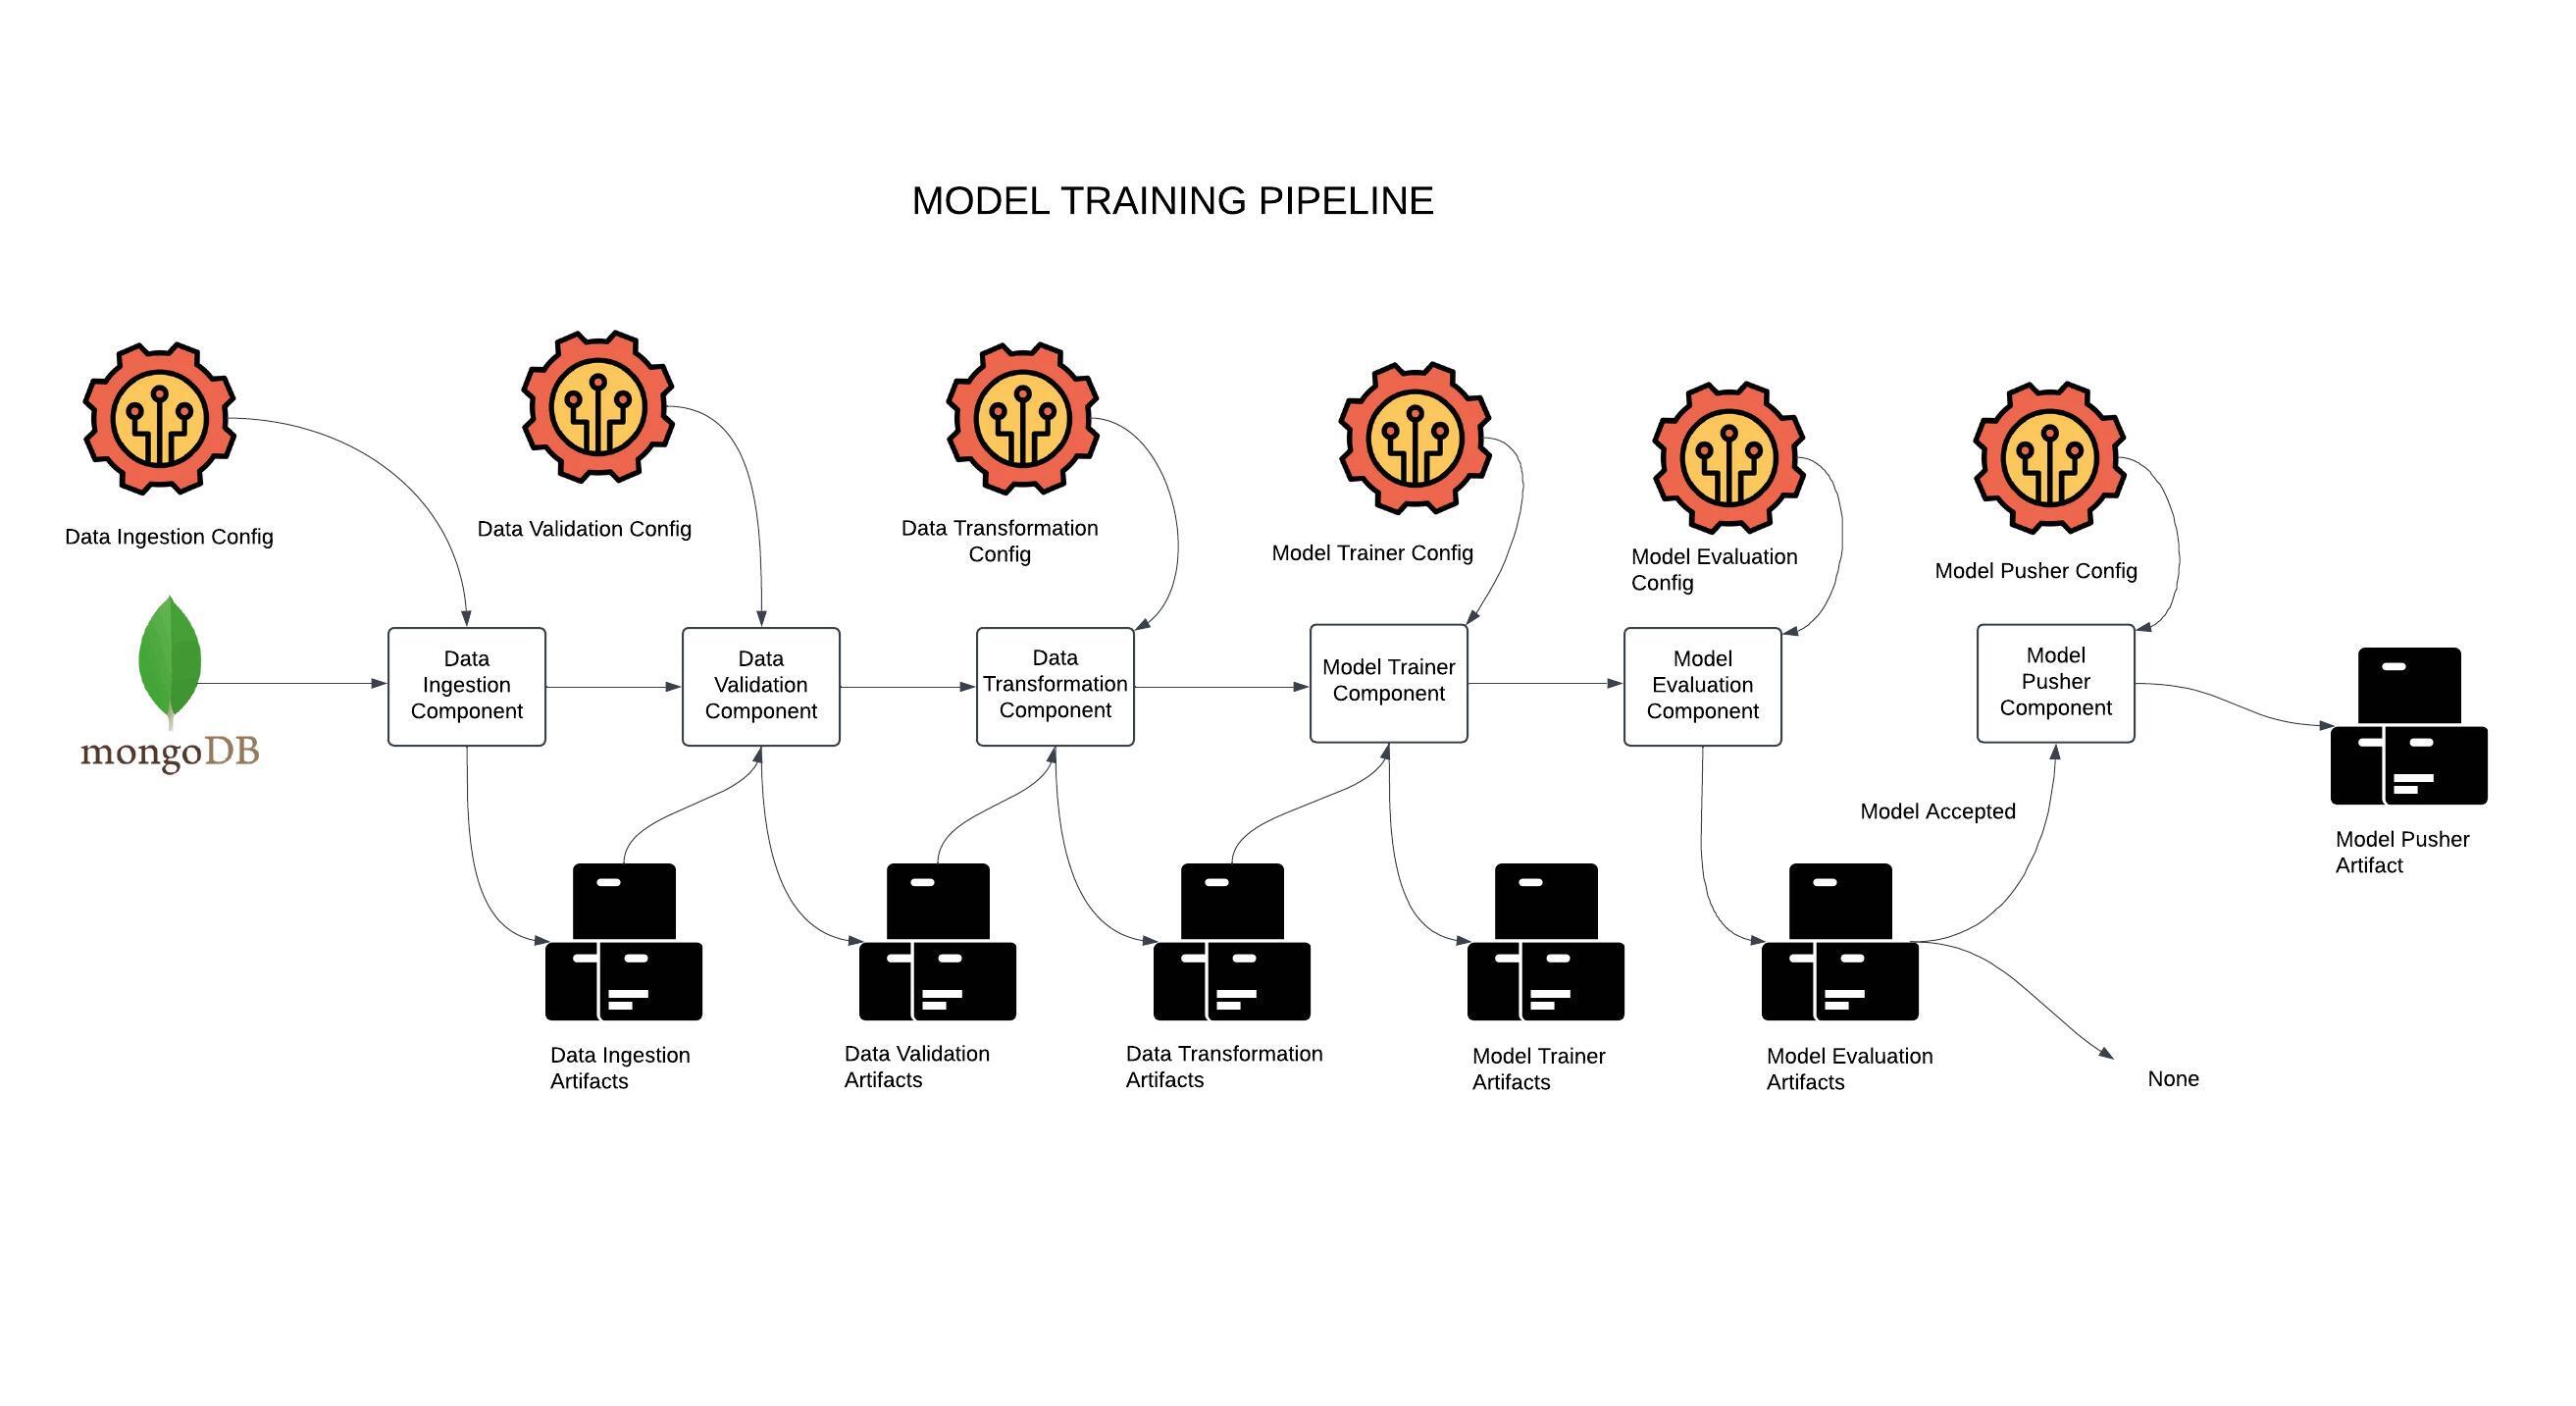 MODEL TRAINING PIPELINE
Data Ingestion Config
Data Validation Config
Data Transformation
Config
Model Trainer Config
Model Evaluation
Config
Model Pusher Config
mongoDB
Data
Ingestion
Component
Data
Validation
Component
Data
Transformation
Component
Model Trainer
Component
Model
Evaluation
Component
Model
Pusher
Component
Model Accepted
Model Pusher
Artifact
Data Ingestion
Artifacts
Data Validation
Artifacts
Data Transformation
Artifacts
Model Trainer
Artifacts
Model Evaluation
Artifacts
None